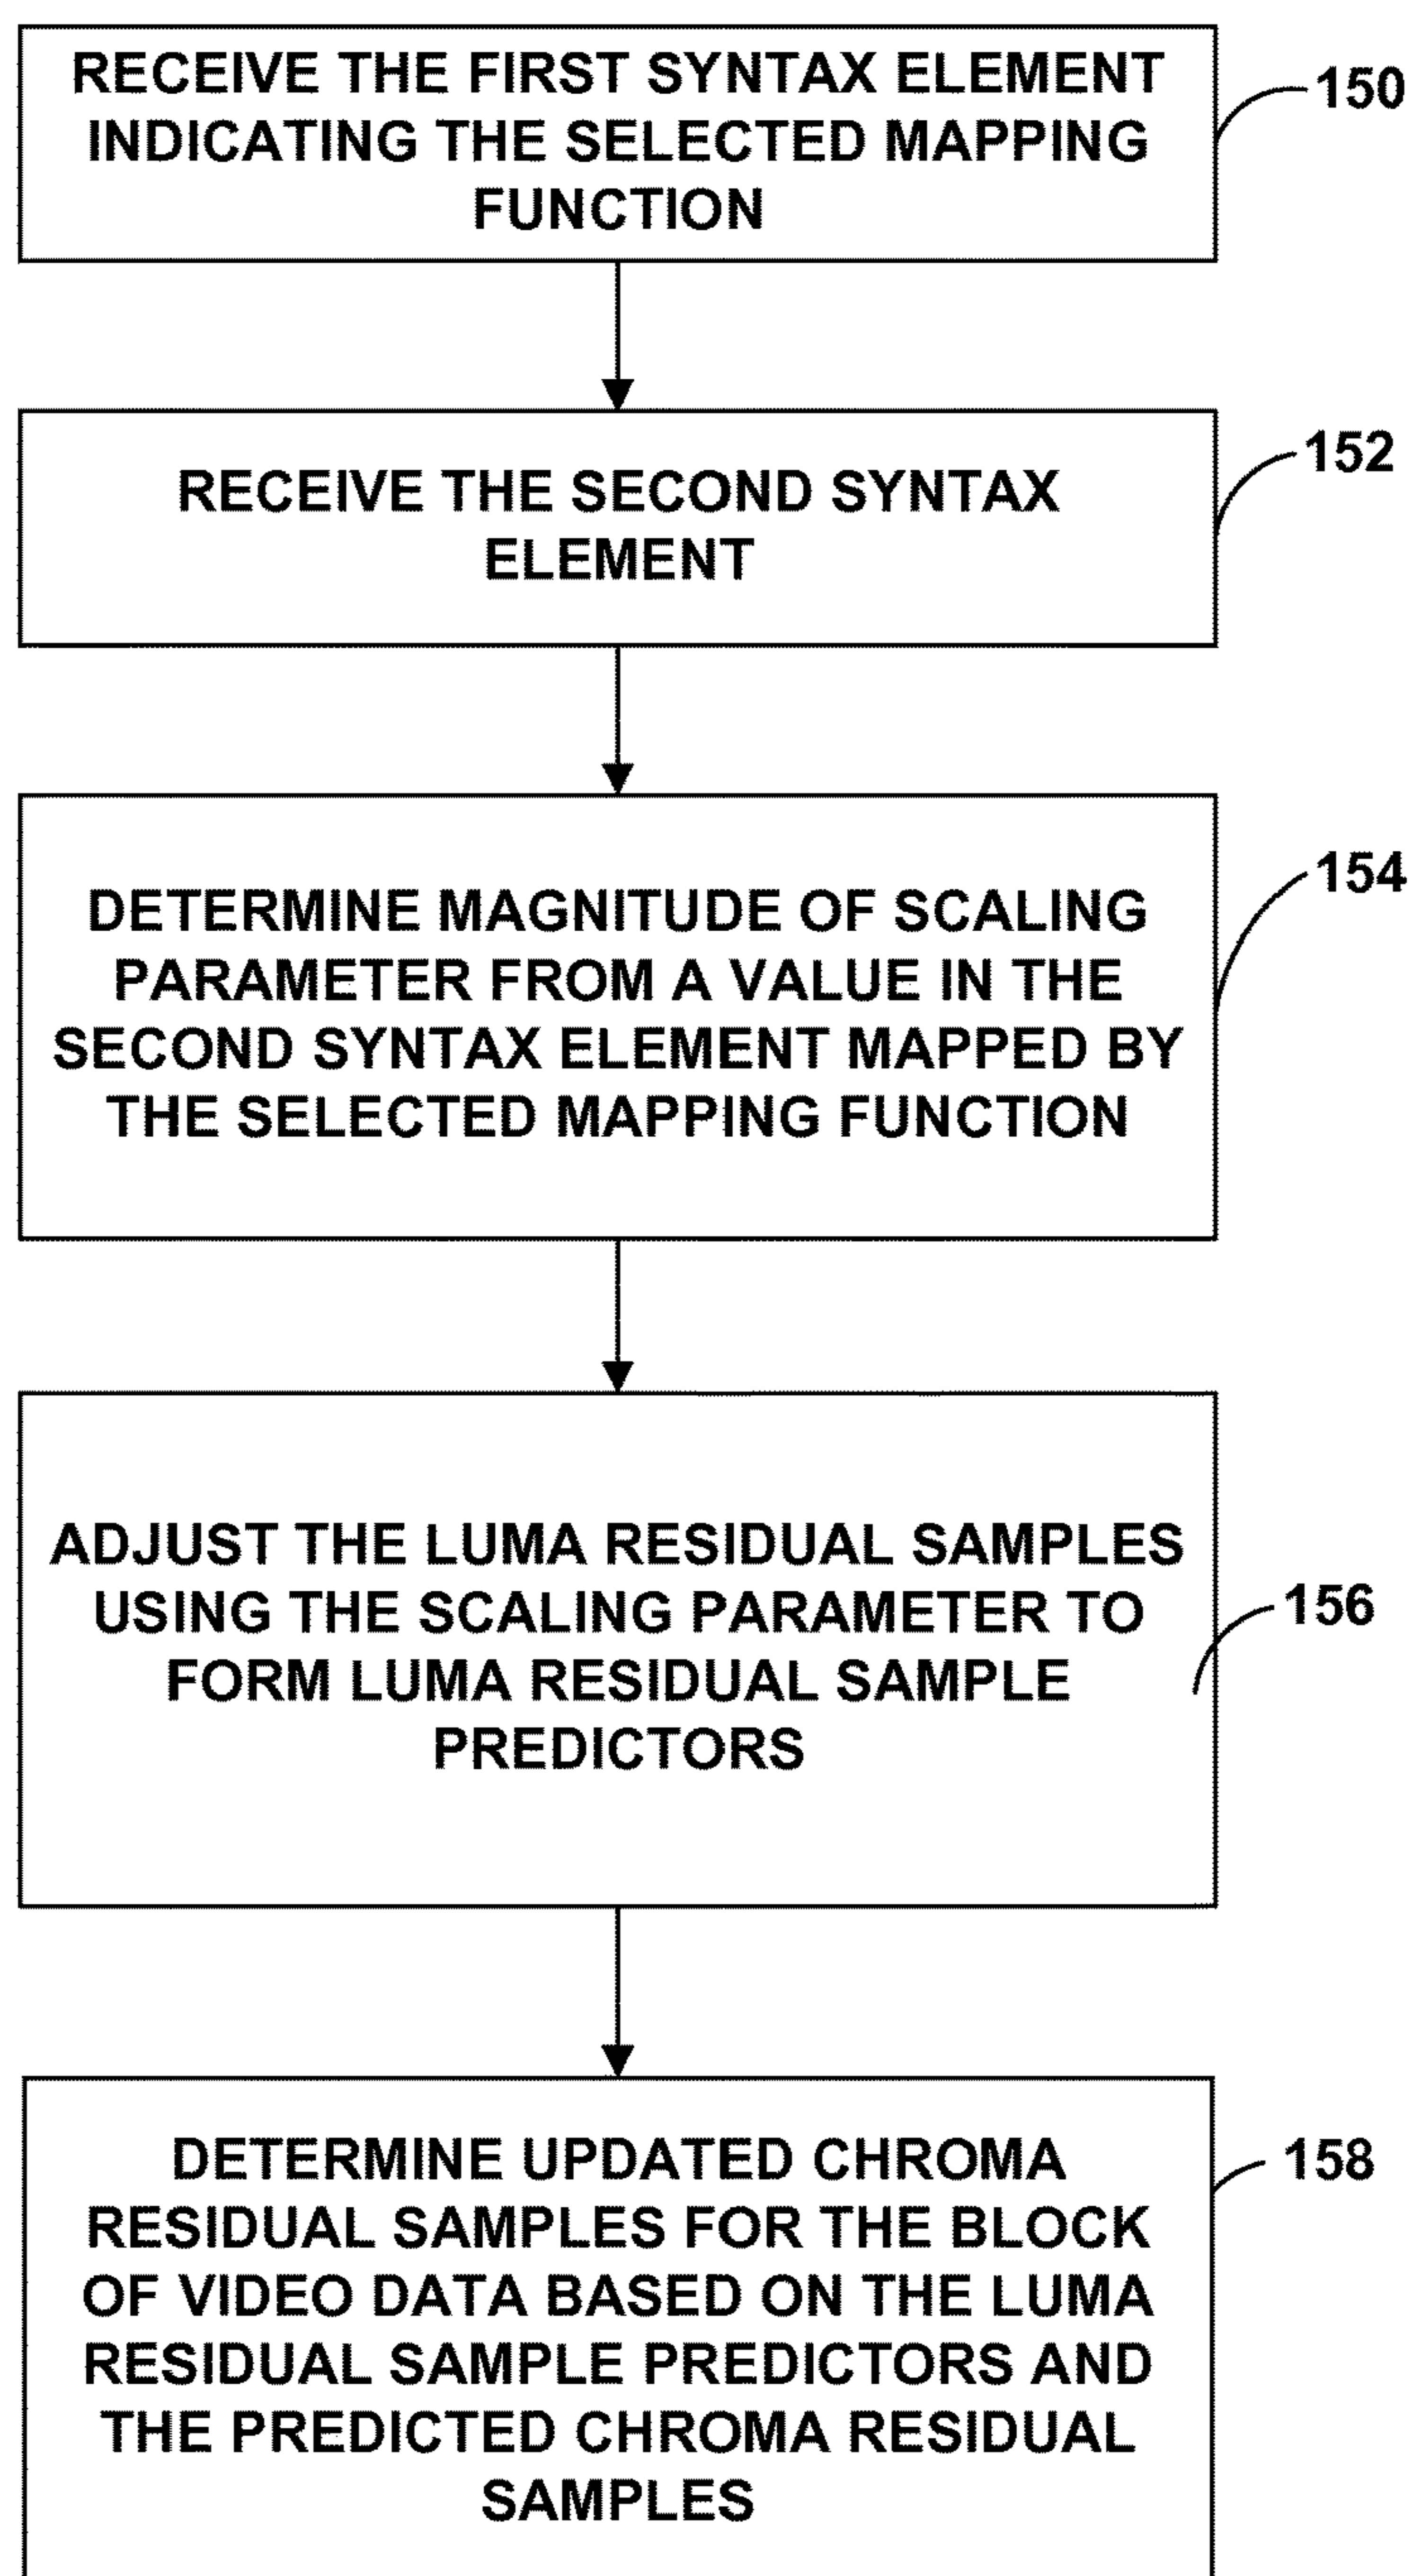 RECEIVE THE FIRST SYNTAX ELEMENT
INDICATING THE SELECTED MAPPING
FUNCTION
150
RECEIVE THE SECOND SYNTAX
ELEMENT
152
DETERMINE MAGNITUDE OF SCALING
PARAMETER FROM A VALUE IN THE
SECOND SYNTAX ELEMENT MAPPED BY
THE SELECTED MAPPING FUNCTION
154
ADJUST THE LUMA RESIDUAL SAMPLES
USING THE SCALING PARAMETER TO
FORM LUMA RESIDUAL SAMPLE
PREDICTORS
156
DETERMINE UPDATED CHROMA
RESIDUAL SAMPLES FOR THE BLOCK
OF VIDEO DATA BASED ON THE LUMA
RESIDUAL SAMPLE PREDICTORS AND
THE PREDICTED CHROMA RESIDUAL
SAMPLES
158